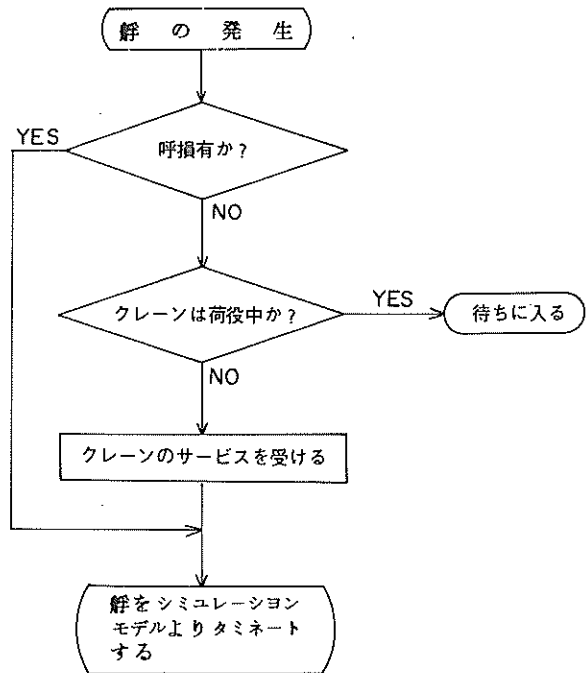 艀の発生
呼損有か?
YES
NO
クレーンは荷役中か?
YES
待ちに入る
NO
クレーンのサービスを受ける
艀をシミュレーション
モデルよりタミネート
する